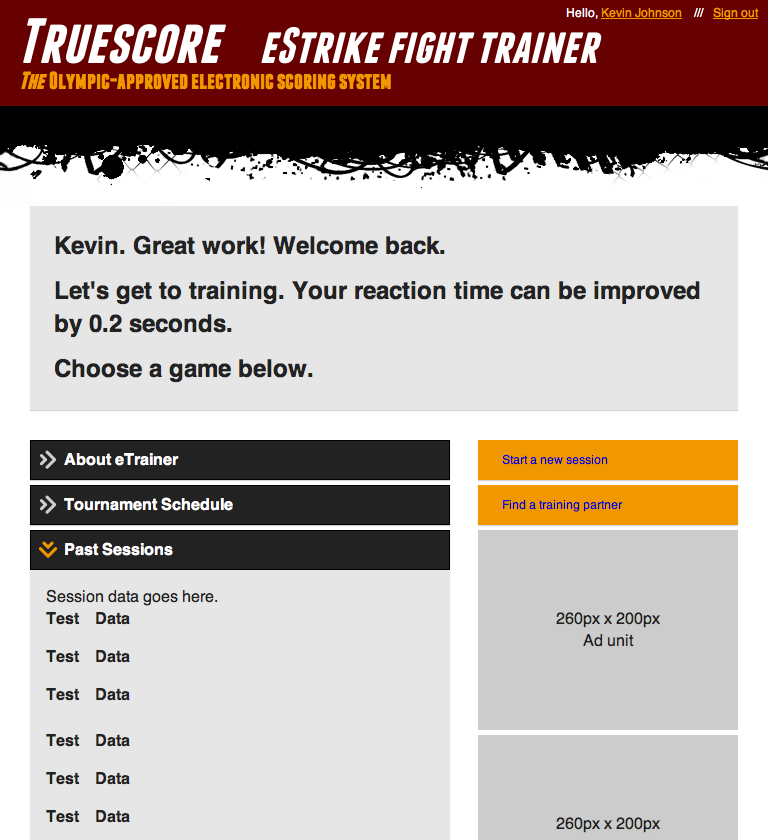 Hello, Kevin Johnson /// Sign out
Truescore eStrike fight trainer
The Olympic-approved electronic scoring system
Kevin. Great work! Welcome back.
Let's get to training. Your reaction time can be improved
by 0.2 seconds.
Choose a game below.
About eTrainer
Tournament Schedule
Past Sessions
Session data goes here.
Test Data
Test Data
Test Data
Test Data
Test Data
Test Data
Start a new session
Find a training partner
260px x 200px
Ad unit
260px x 200px